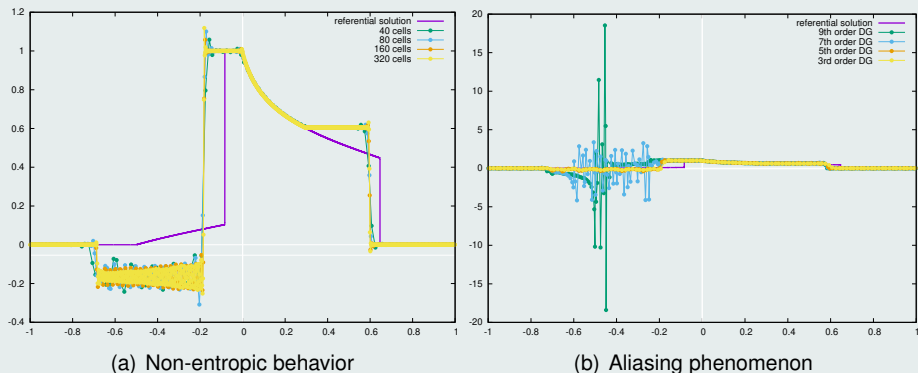 1.2
1
0.8
0.6
0.4
0.2
0
-0.2
-0.4
-1 -0.8 -0.6 -0.4 -0.2 0 0.2 0.4 0.6 0.8 1
referential solution
40 cells
80 cells
160 cells
320 cells
(a) Non-entropic behavior
20
15
10
5
0
-5
-10
-15
-20
-1 -0.8 -0.6 -0.4 -0.2 0 0.2 0.4 0.6 0.8 1
referential solution
9th order DG
7th order DG
5th order DG
3rd order DG
(b) Aliasing phenomenon